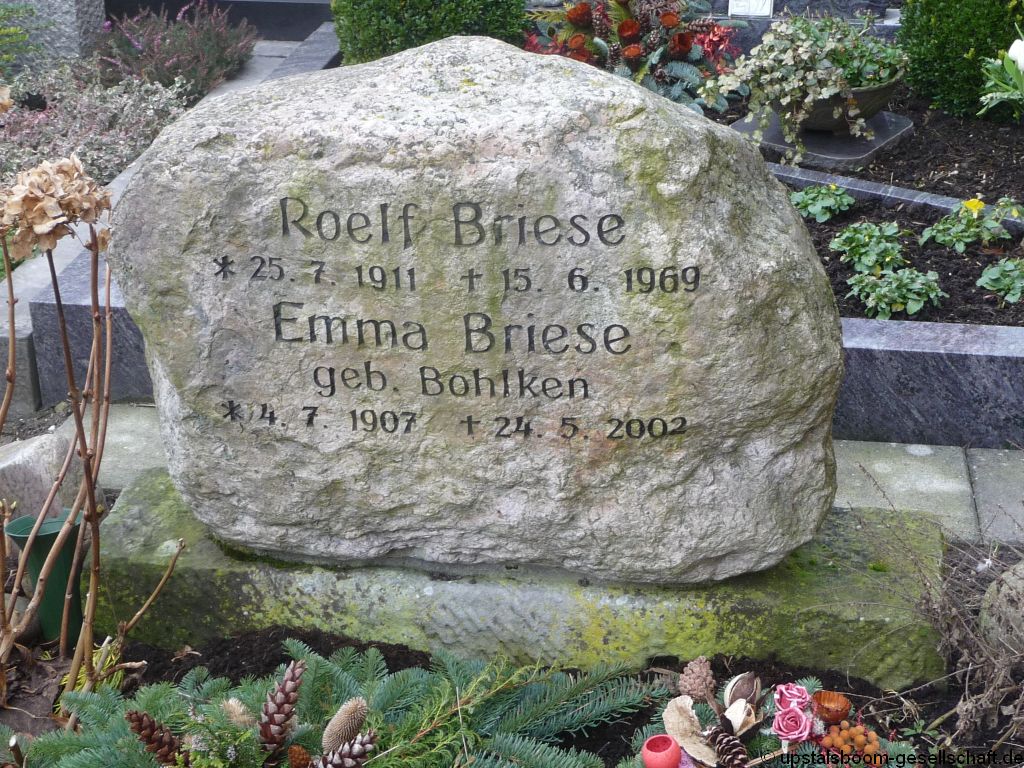 Roelf Briese
* 25. 7. 1911 † 15. 6. 1969
Emma Briese
geb. Bohlken
* 4. 7. 1907 † 24. 5. 2002
© upstalsboom-gesellschaft.de